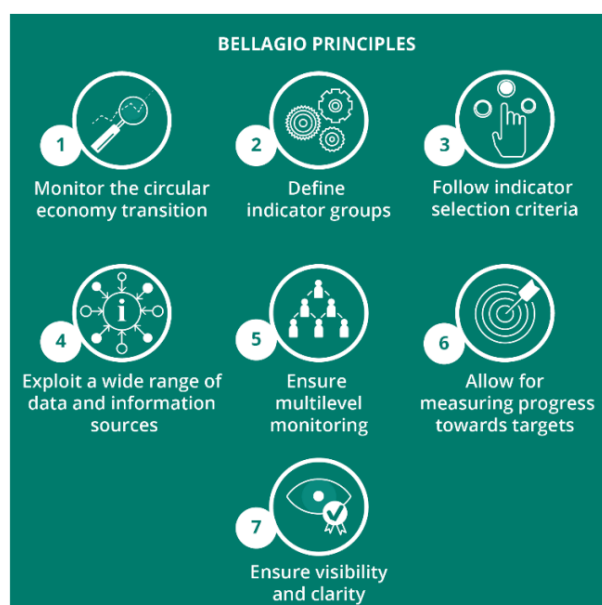 BELLAGIO PRINCIPLES
1
Monitor the circular
economy transition
2
Define
indicator groups
3
Follow indicator
selection criteria
4
i
Exploit a wide range of
data and information
sources
5
Ensure
multilevel
monitoring
6
Allow for
measuring progress
towards targets
7
Ensure visibility
and clarity